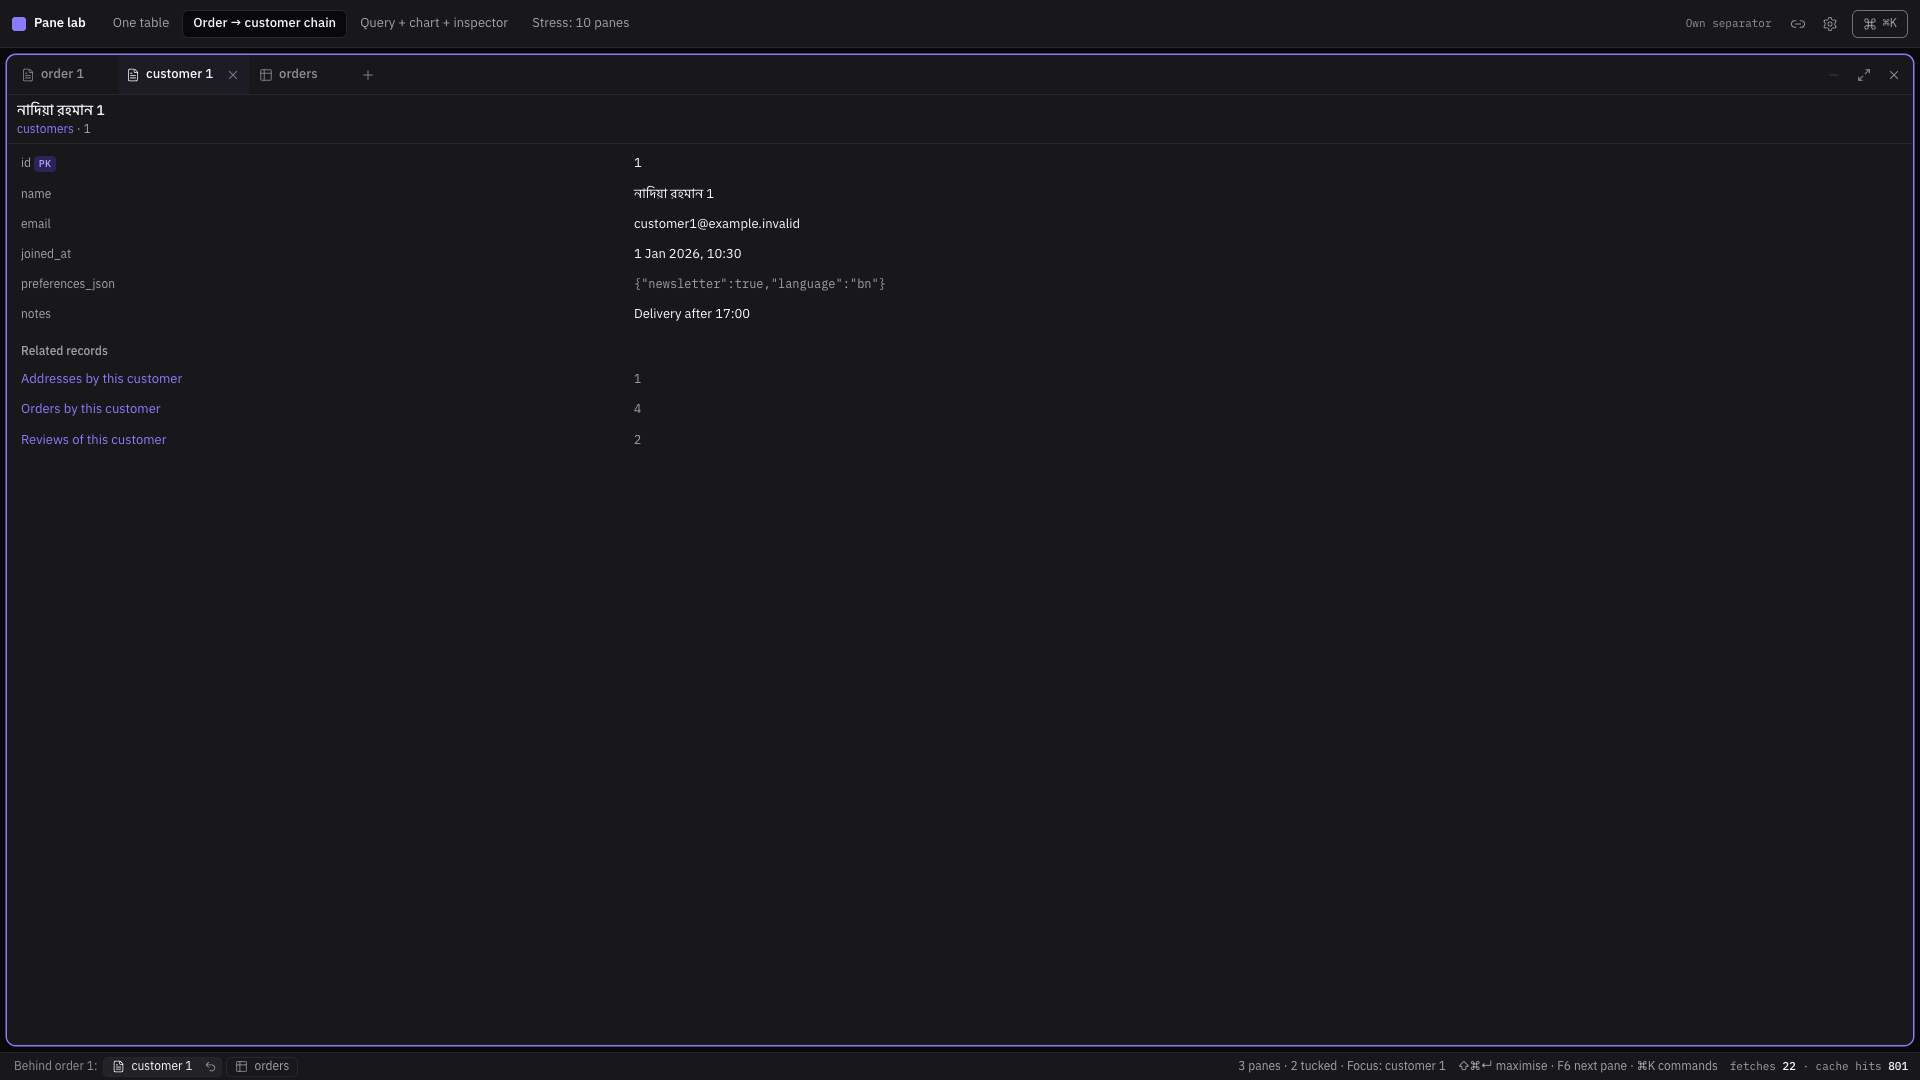 Pane lab One table Order → customer chain Query + chart + inspector Stress: 10 panes Own separator ⌘ ⌘K
order 1 customer 1 orders
নাদিয়া রহমান 1
customers · 1
id PK 1
name নাদিয়া রহমান 1
email customer1@example.invalid
joined_at 1 Jan 2026, 10:30
preferences_json {"newsletter":true,"language":"bn"}
notes Delivery after 17:00
Related records
Addresses by this customer 1
Orders by this customer 4
Reviews of this customer 2
Behind order 1: customer 1 orders 3 panes · 2 tucked · Focus: customer 1 ⇧⌘↵ maximise · F6 next pane · ⌘K commands fetches 22 · cache hits 801